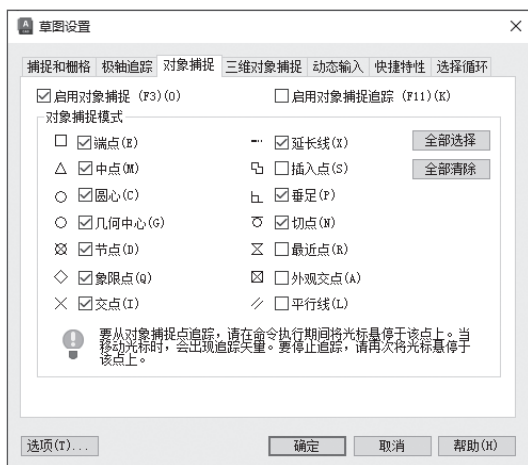 草图设置
捕捉和栅格 极轴追踪 对象捕捉 三维对象捕捉 动态输入 快捷特性 选择循环
启用对象捕捉 (F3)(O) 启用对象捕捉追踪 (F11)(K)
对象捕捉模式
端点(E) 延长线(X) 全部选择
中点(M) 插入点(S) 全部清除
圆心(C) 垂足(P)
几何中心(G) 切点(N)
节点(D) 最近点(R)
象限点(Q) 外观交点(A)
交点(I) 平行线(L)
要从对象捕捉点追踪，请在命令执行期间将光标悬停于该点上。当
移动光标时，会出现追踪矢量。要停止追踪，请再次将光标悬停于
该点上。
选项(T)... 确定 取消 帮助(H)